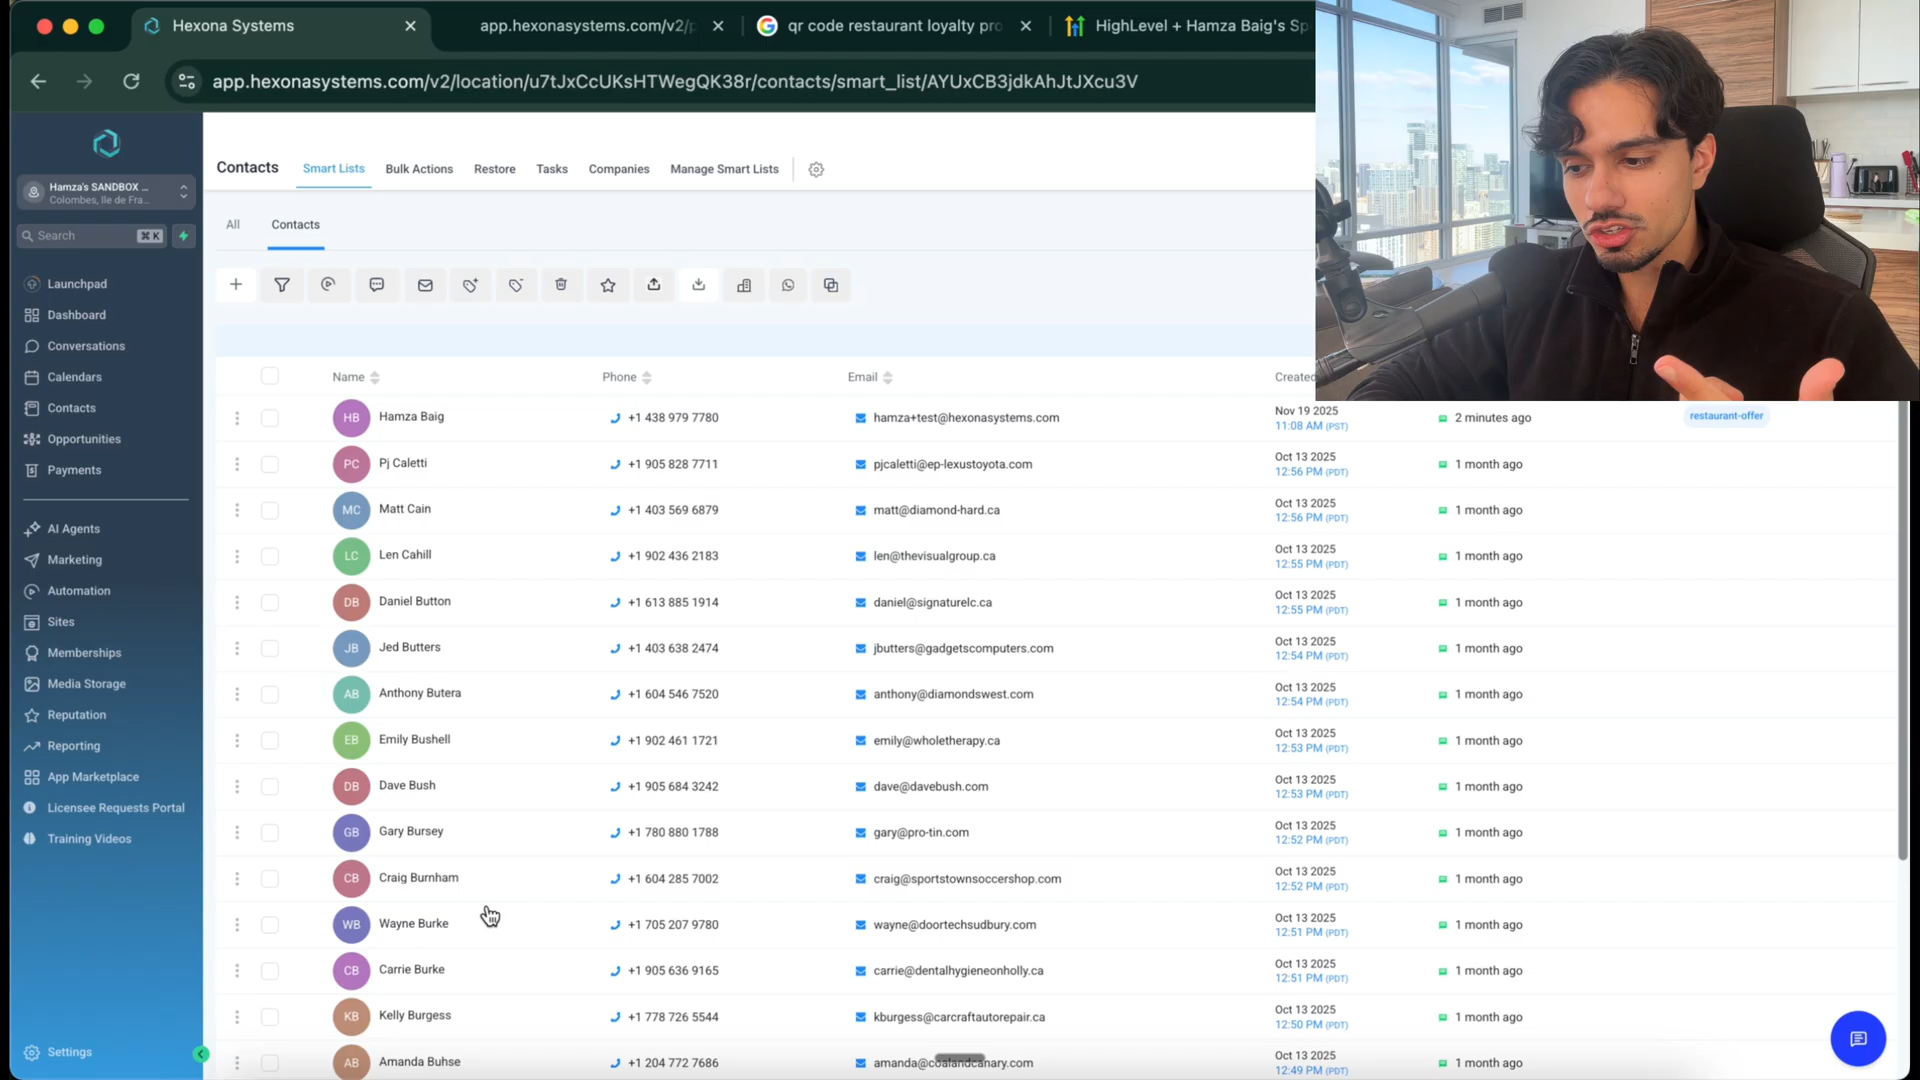 Hexona Systems
app.hexonasystems.com/v2/p
qr code restaurant loyalty pro
HighLevel + Hamza Baig's Sp
app.hexonasystems.com/v2/location/u7tJxCcUKsHTWegQK38r/contacts/smart_list/AYUxCB3jdkAhJtJXcu3V
Hamza's SANDBOX ...
Colombes, Ile de Fra...
Search ⌘ K
Launchpad
Dashboard
Conversations
Calendars
Contacts
Opportunities
Payments
AI Agents
Marketing
Automation
Sites
Memberships
Media Storage
Reputation
Reporting
App Marketplace
Licensee Requests Portal
Training Videos
Settings
Contacts Smart Lists Bulk Actions Restore Tasks Companies Manage Smart Lists
All Contacts
Name Phone Email Created
HB Hamza Baig +1 438 979 7780 hamza+test@hexonasystems.com Nov 19 2025 11:08 AM (PST) 2 minutes ago restaurant-offer
PC Pj Caletti +1 905 828 7711 pjcaletti@ep-lexustoyota.com Oct 13 2025 12:56 PM (PDT) 1 month ago
MC Matt Cain +1 403 569 6879 matt@diamond-hard.ca Oct 13 2025 12:56 PM (PDT) 1 month ago
LC Len Cahill +1 902 436 2183 len@thevisualgroup.ca Oct 13 2025 12:55 PM (PDT) 1 month ago
DB Daniel Button +1 613 885 1914 daniel@signaturelc.ca Oct 13 2025 12:55 PM (PDT) 1 month ago
JB Jed Butters +1 403 638 2474 jbutters@gadgetscomputers.com Oct 13 2025 12:54 PM (PDT) 1 month ago
AB Anthony Butera +1 604 546 7520 anthony@diamondswest.com Oct 13 2025 12:54 PM (PDT) 1 month ago
EB Emily Bushell +1 902 461 1721 emily@wholetherapy.ca Oct 13 2025 12:53 PM (PDT) 1 month ago
DB Dave Bush +1 905 684 3242 dave@davebush.com Oct 13 2025 12:53 PM (PDT) 1 month ago
GB Gary Bursey +1 780 880 1788 gary@pro-tin.com Oct 13 2025 12:52 PM (PDT) 1 month ago
CB Craig Burnham +1 604 285 7002 craig@sportstownsoccershop.com Oct 13 2025 12:52 PM (PDT) 1 month ago
WB Wayne Burke +1 705 207 9780 wayne@doortechsudbury.com Oct 13 2025 12:51 PM (PDT) 1 month ago
CB Carrie Burke +1 905 636 9165 carrie@dentalhygieneonholly.ca Oct 13 2025 12:51 PM (PDT) 1 month ago
KB Kelly Burgess +1 778 726 5544 kburgess@carcraftautorepair.ca Oct 13 2025 12:50 PM (PDT) 1 month ago
AB Amanda Buhse +1 204 772 7686 amanda@coalandcanary.com Oct 13 2025 12:49 PM (PDT) 1 month ago